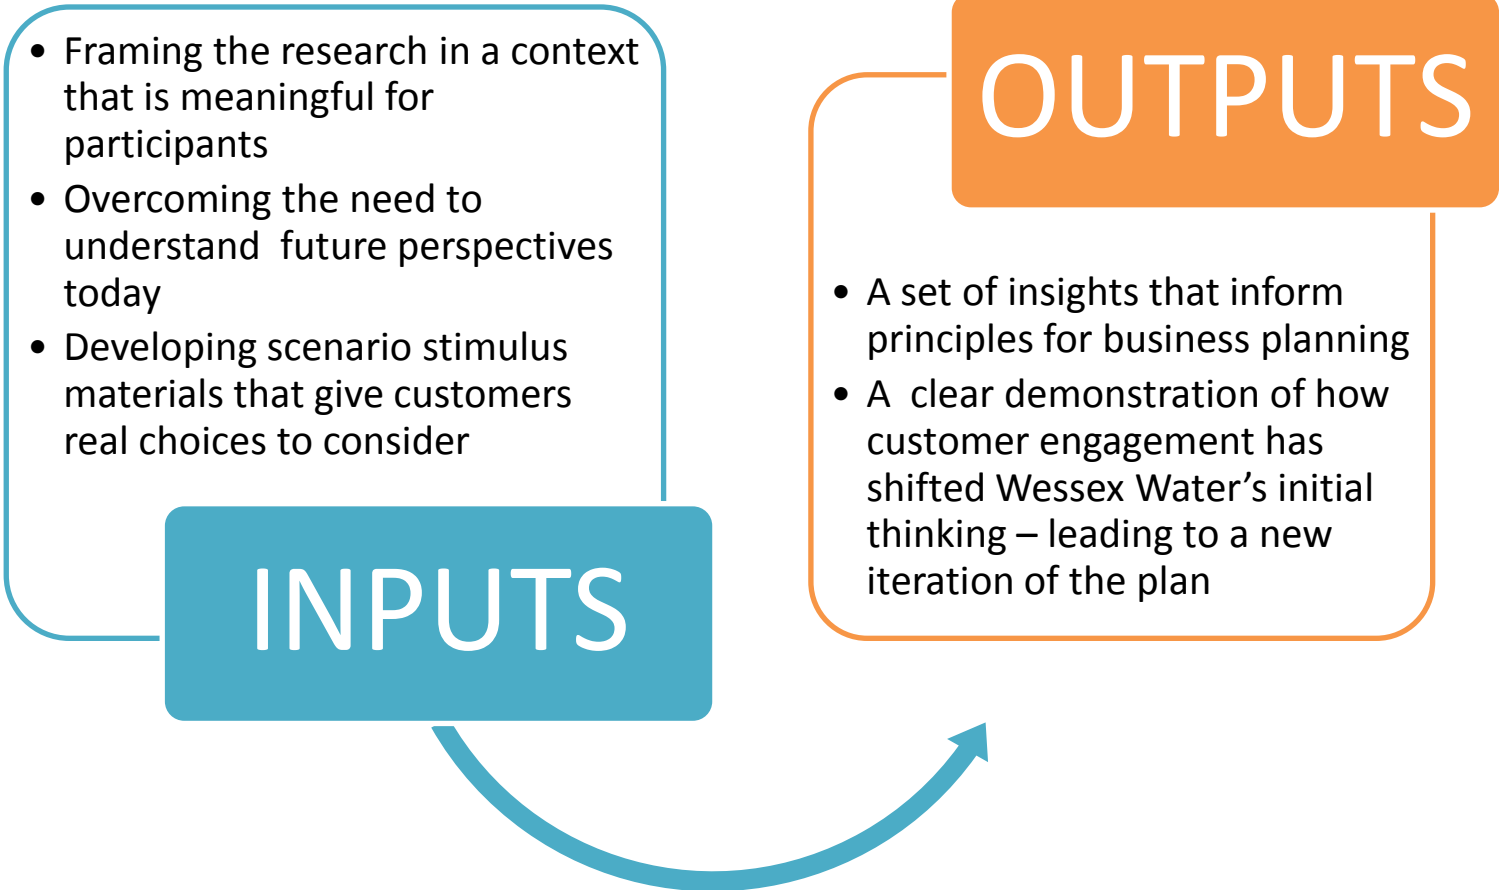 • Framing the research in a context
that is meaningful for
participants
• Overcoming the need to
understand  future perspectives
today
• Developing scenario stimulus
materials that give customers
real choices to consider
INPUTS
OUTPUTS
• A set of insights that inform
principles for business planning
• A  clear demonstration of how
customer engagement has
shifted Wessex Water’s initial
thinking – leading to a new
iteration of the plan